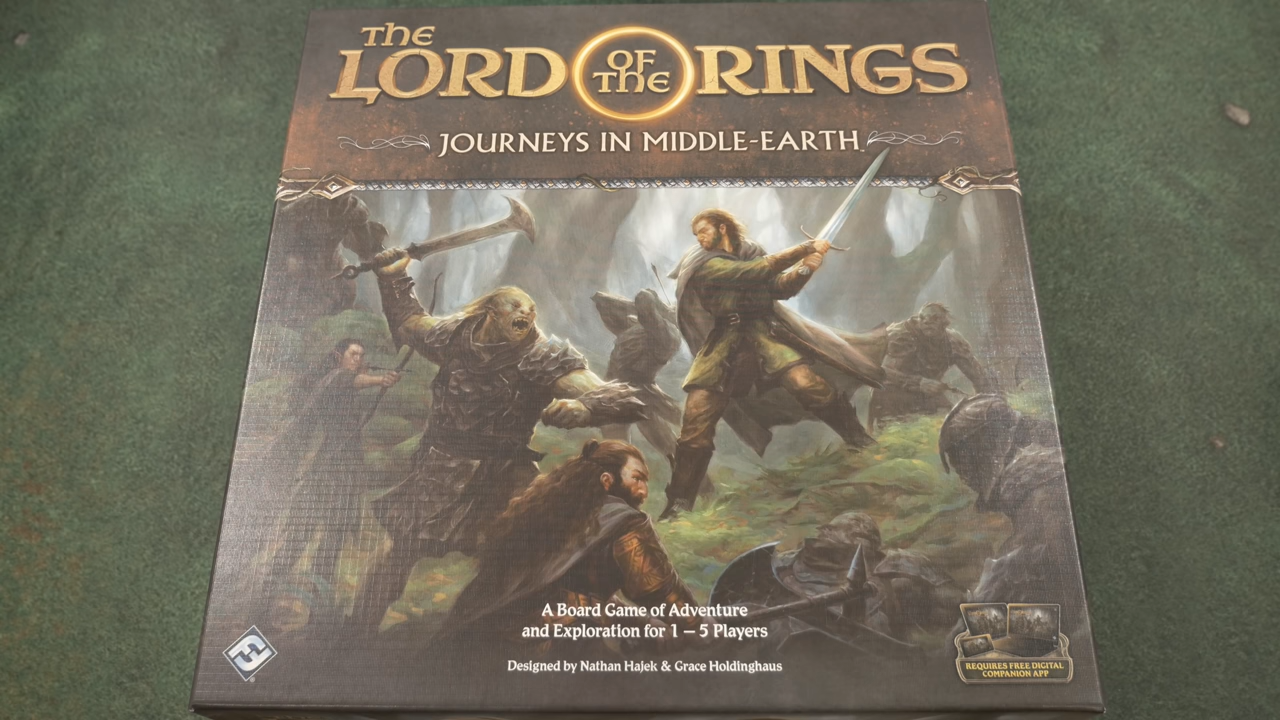 The
LORD OF THE RINGS
JOURNEYS IN MIDDLE-EARTH
A Board Game of Adventure
and Exploration for 1 – 5 Players
Designed by Nathan Hajek & Grace Holdinghaus
REQUIRES FREE DIGITAL
COMPANION APP